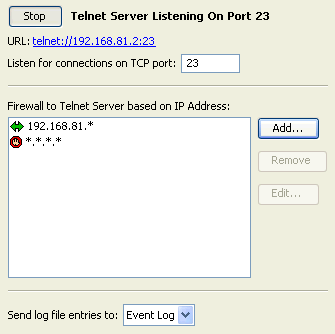 Stop Telnet Server Listening On Port 23
URL: telnet://192.168.81.2:23
Listen for connections on TCP port: 23
Firewall to Telnet Server based on IP Address:
192.168.81.*
*.*.*.*
Add...
Remove
Edit...
Send log file entries to: Event Log